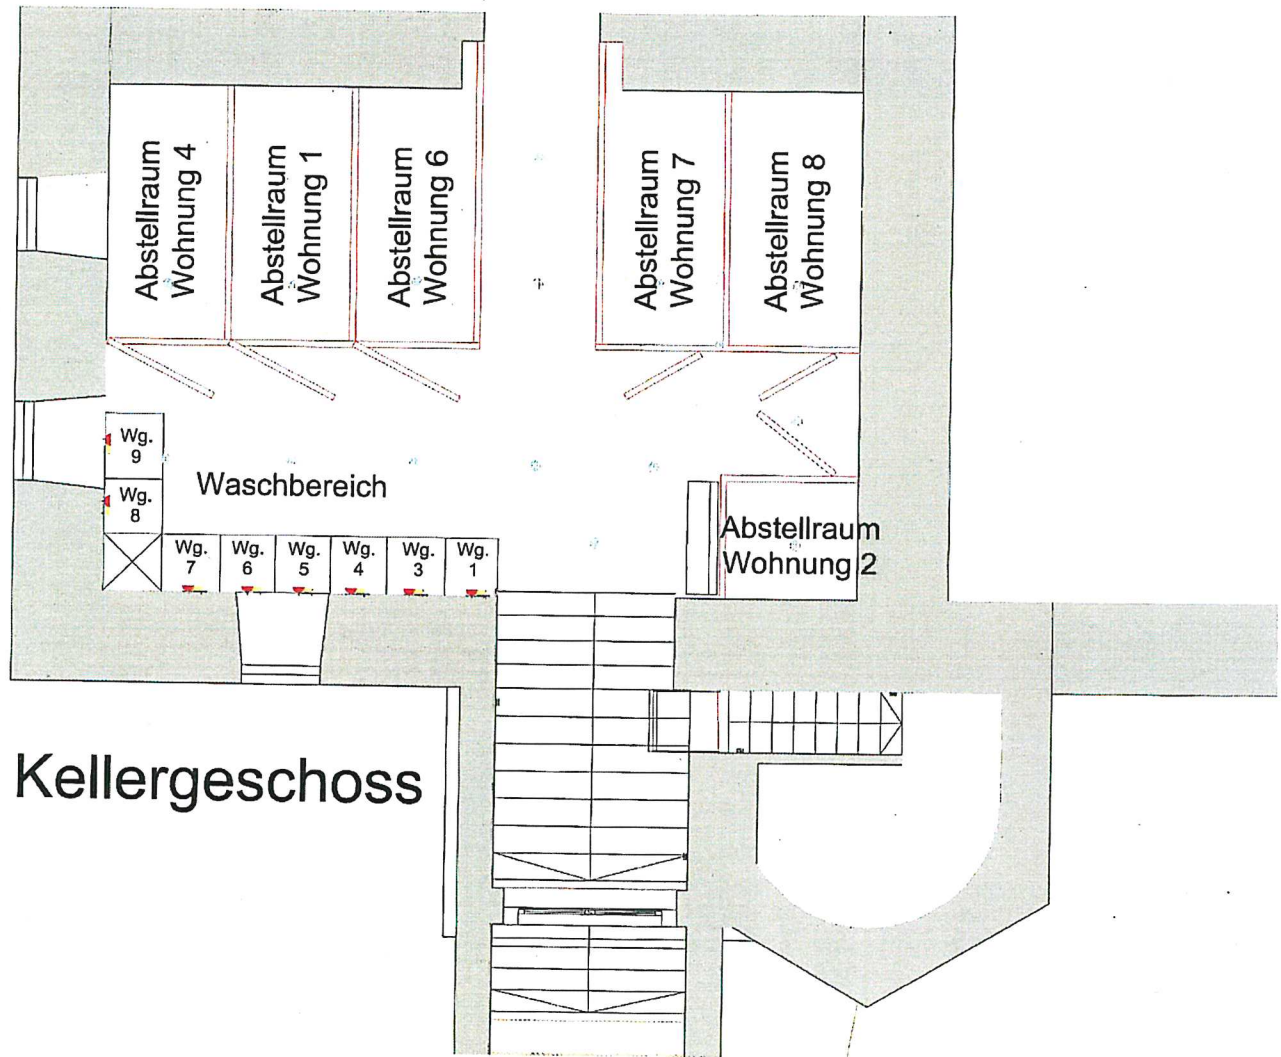 Abstellraum
Wohnung 4
Abstellraum
Wohnung 1
Abstellraum
Wohnung 6
Abstellraum
Wohnung 7
Abstellraum
Wohnung 8
Wg.
9
Wg.
8
Waschbereich
Wg.
7
Wg.
6
Wg.
5
Wg.
4
Wg.
3
Wg.
1
Abstellraum
Wohnung 2
Kellergeschoss